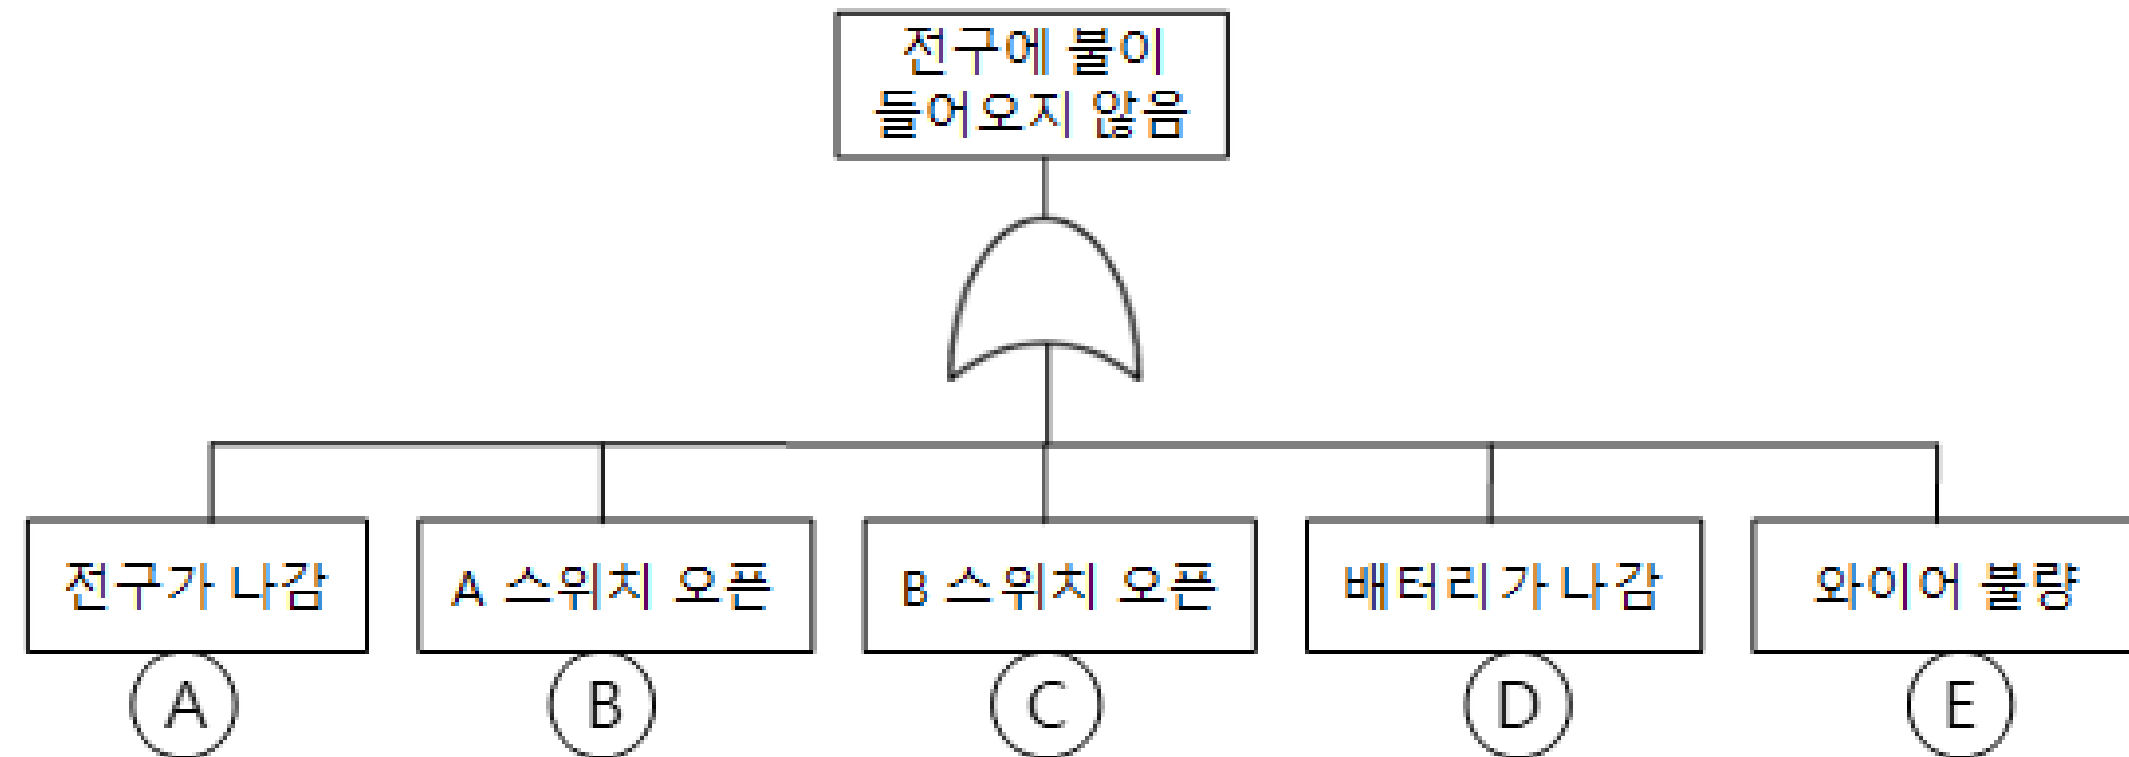 전구에 불이
들어오지 않음
전구가 나감
A 스위치 오픈
B 스위치 오픈
배터리가 나감
와이어 불량
A
B
C
D
E